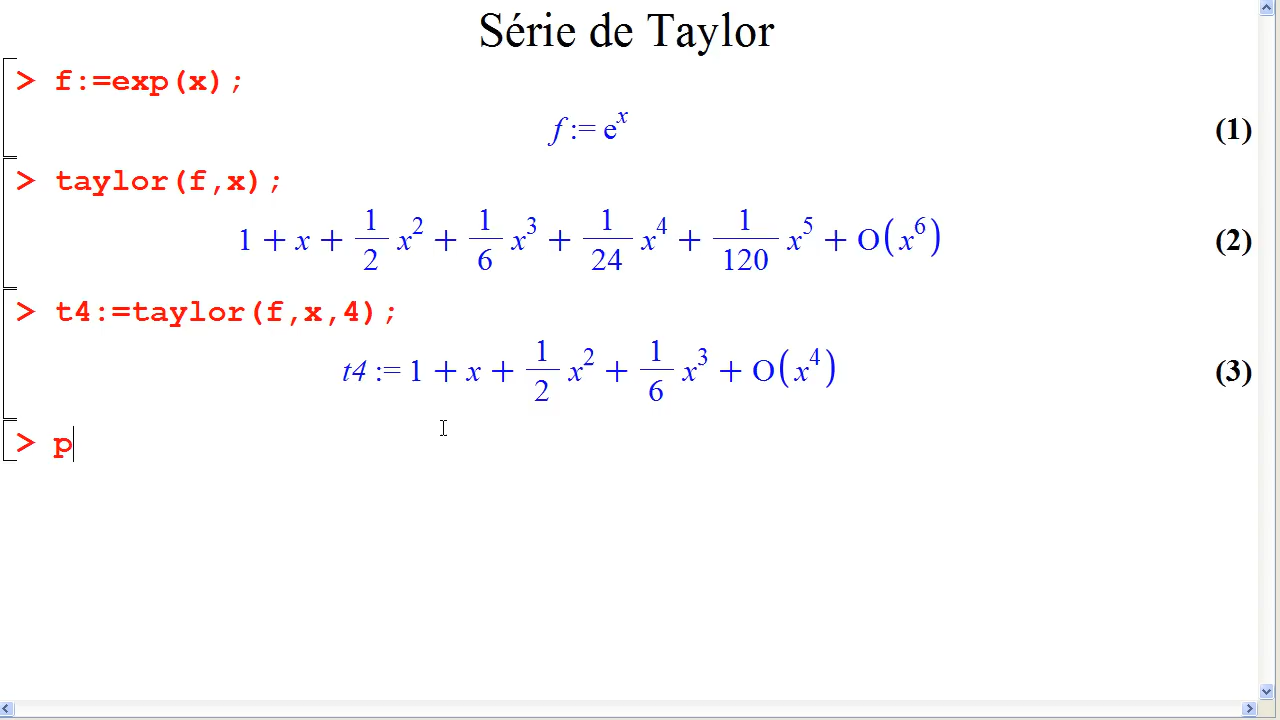 Série de Taylor
> f:=exp(x);
f := e^x (1)
> taylor(f,x);
1 + x + 1/2 x^2 + 1/6 x^3 + 1/24 x^4 + 1/120 x^5 + O(x^6) (2)
> t4:=taylor(f,x,4);
t4 := 1 + x + 1/2 x^2 + 1/6 x^3 + O(x^4) (3)
> p